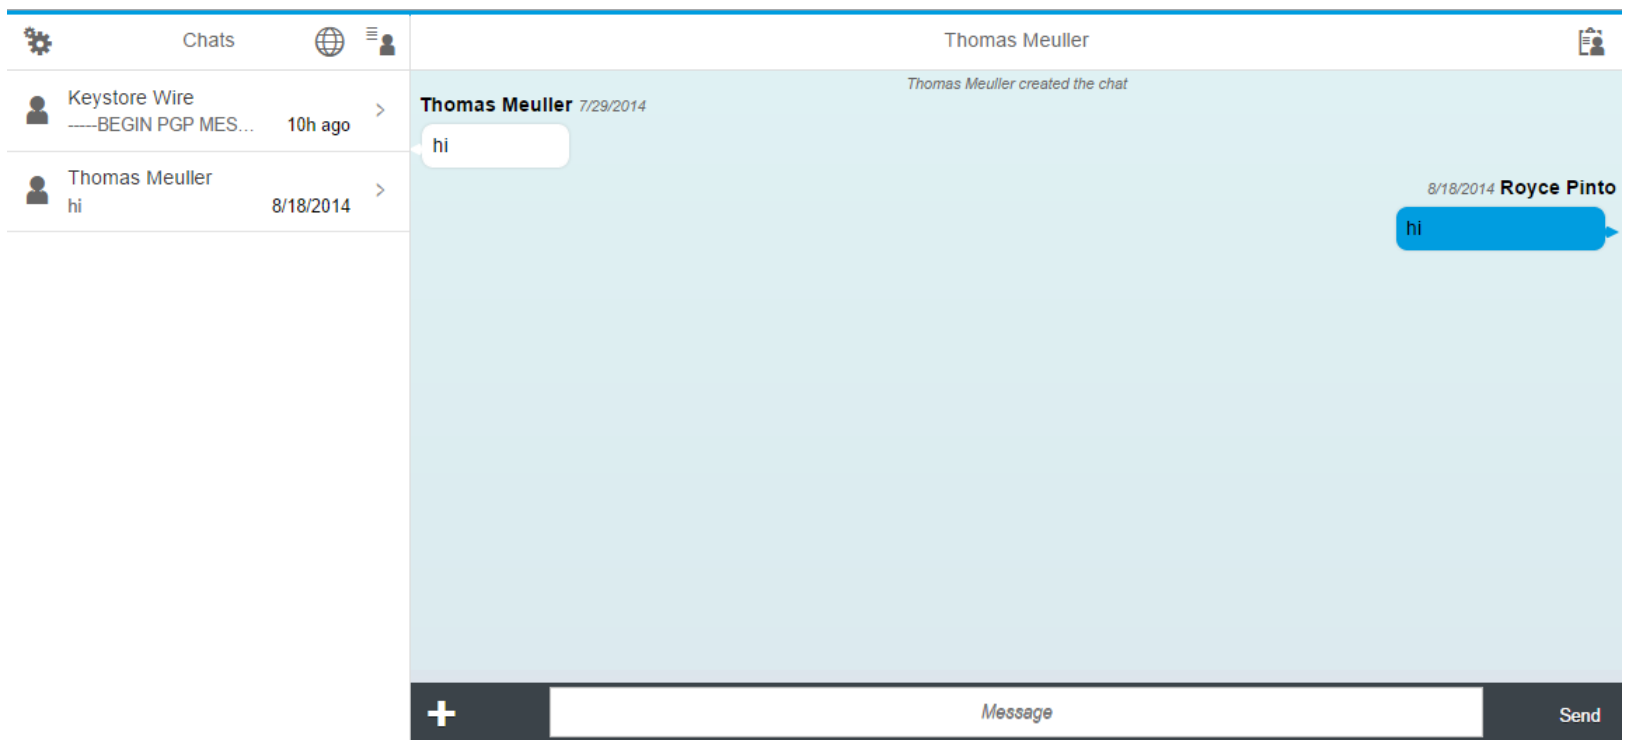 Chats
Keystore Wire
-----BEGIN PGP MES... 10h ago
Thomas Meuller
hi 8/18/2014
Thomas Meuller
Thomas Meuller created the chat
Thomas Meuller 7/29/2014
hi
8/18/2014 Royce Pinto
hi
Message
Send